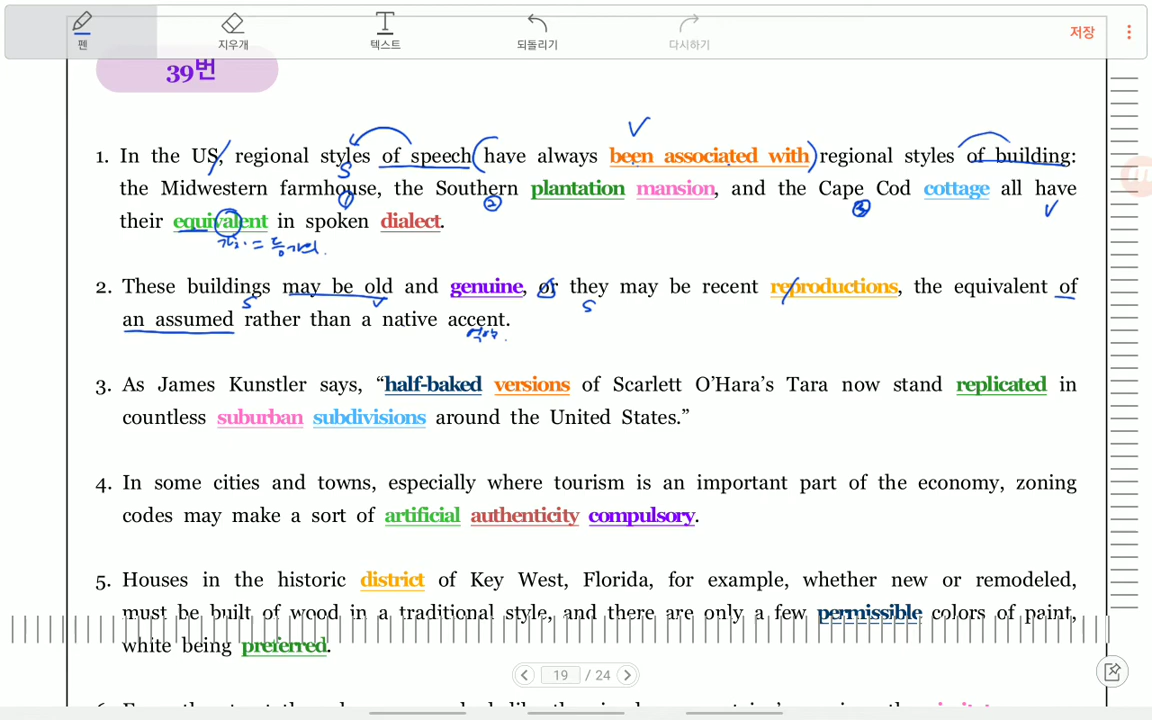 펜 지우개 텍스트 되돌리기 다시하기 저장
39번
1. In the US, regional styles of speech have always been associated with regional styles of building:
the Midwestern farmhouse, the Southern plantation mansion, and the Cape Cod cottage all have
their equivalent in spoken dialect.
2. These buildings may be old and genuine, or they may be recent reproductions, the equivalent of
an assumed rather than a native accent.
3. As James Kunstler says, “half-baked versions of Scarlett O’Hara’s Tara now stand replicated in
countless suburban subdivisions around the United States.”
4. In some cities and towns, especially where tourism is an important part of the economy, zoning
codes may make a sort of artificial authenticity compulsory.
5. Houses in the historic district of Key West, Florida, for example, whether new or remodeled,
must be built of wood in a traditional style, and there are only a few permissible colors of paint,
white being preferred.
19 / 24